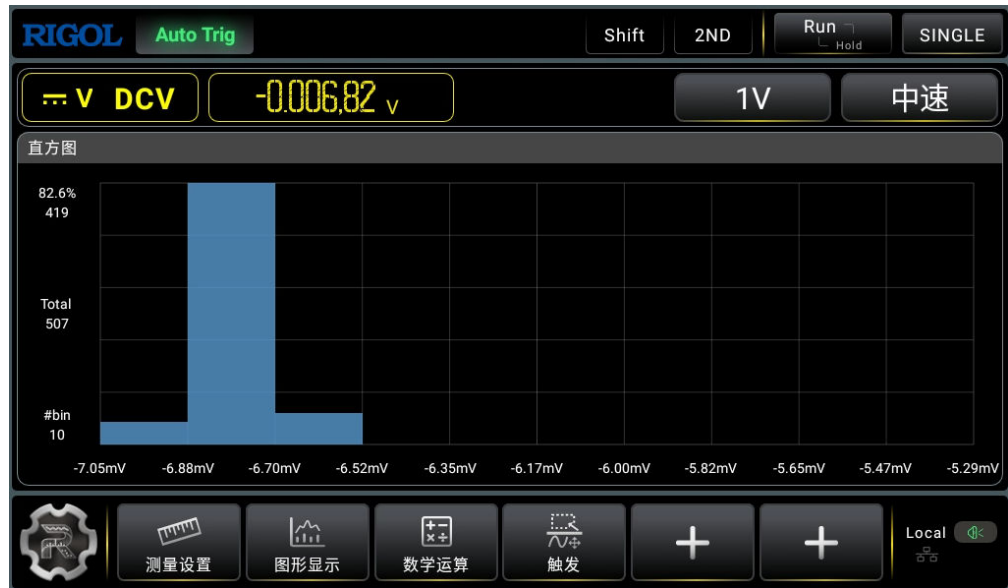 RIGOL Auto Trig Shift 2ND Run Hold SINGLE
V DCV -0.006,82 V 1V 中速
直方图
82.6%
419
Total
507
#bin
10
-7.05mV -6.88mV -6.70mV -6.52mV -6.35mV -6.17mV -6.00mV -5.82mV -5.65mV -5.47mV -5.29mV
测量设置 图形显示 数学运算 触发 Local